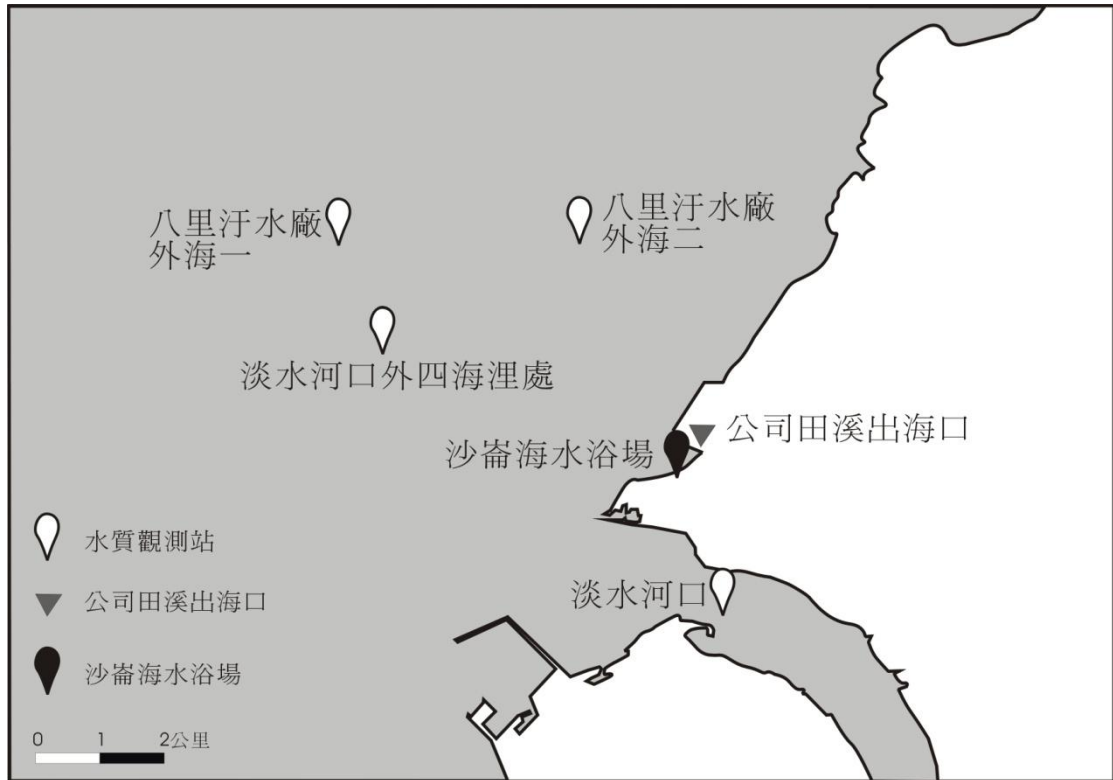 八里汙水廠
外海一
八里汙水廠
外海二
淡水河口外四海浬處
公司田溪出海口
沙崙海水浴場
淡水河口
水質觀測站
公司田溪出海口
沙崙海水浴場
0 1 2公里